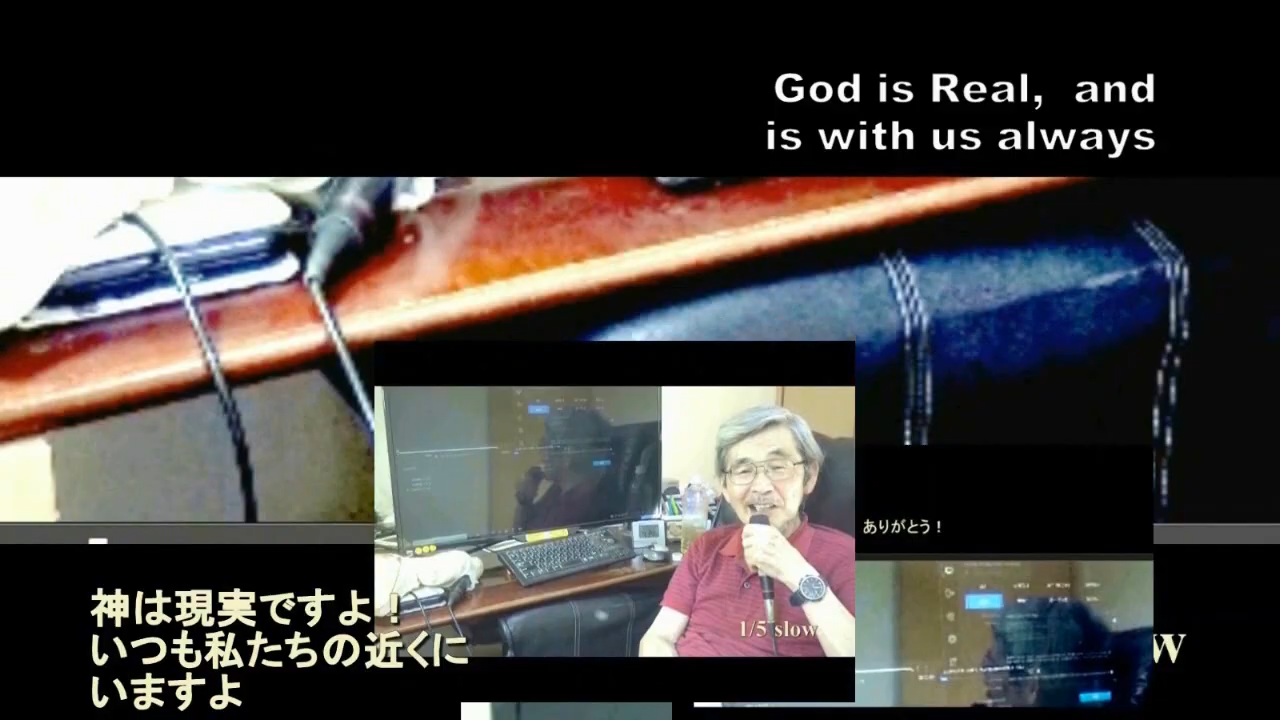 God is Real, and
is with us always
ありがとう!
神は現実ですよ!
いつも私たちの近くに
いますよ
1/5 slow
w